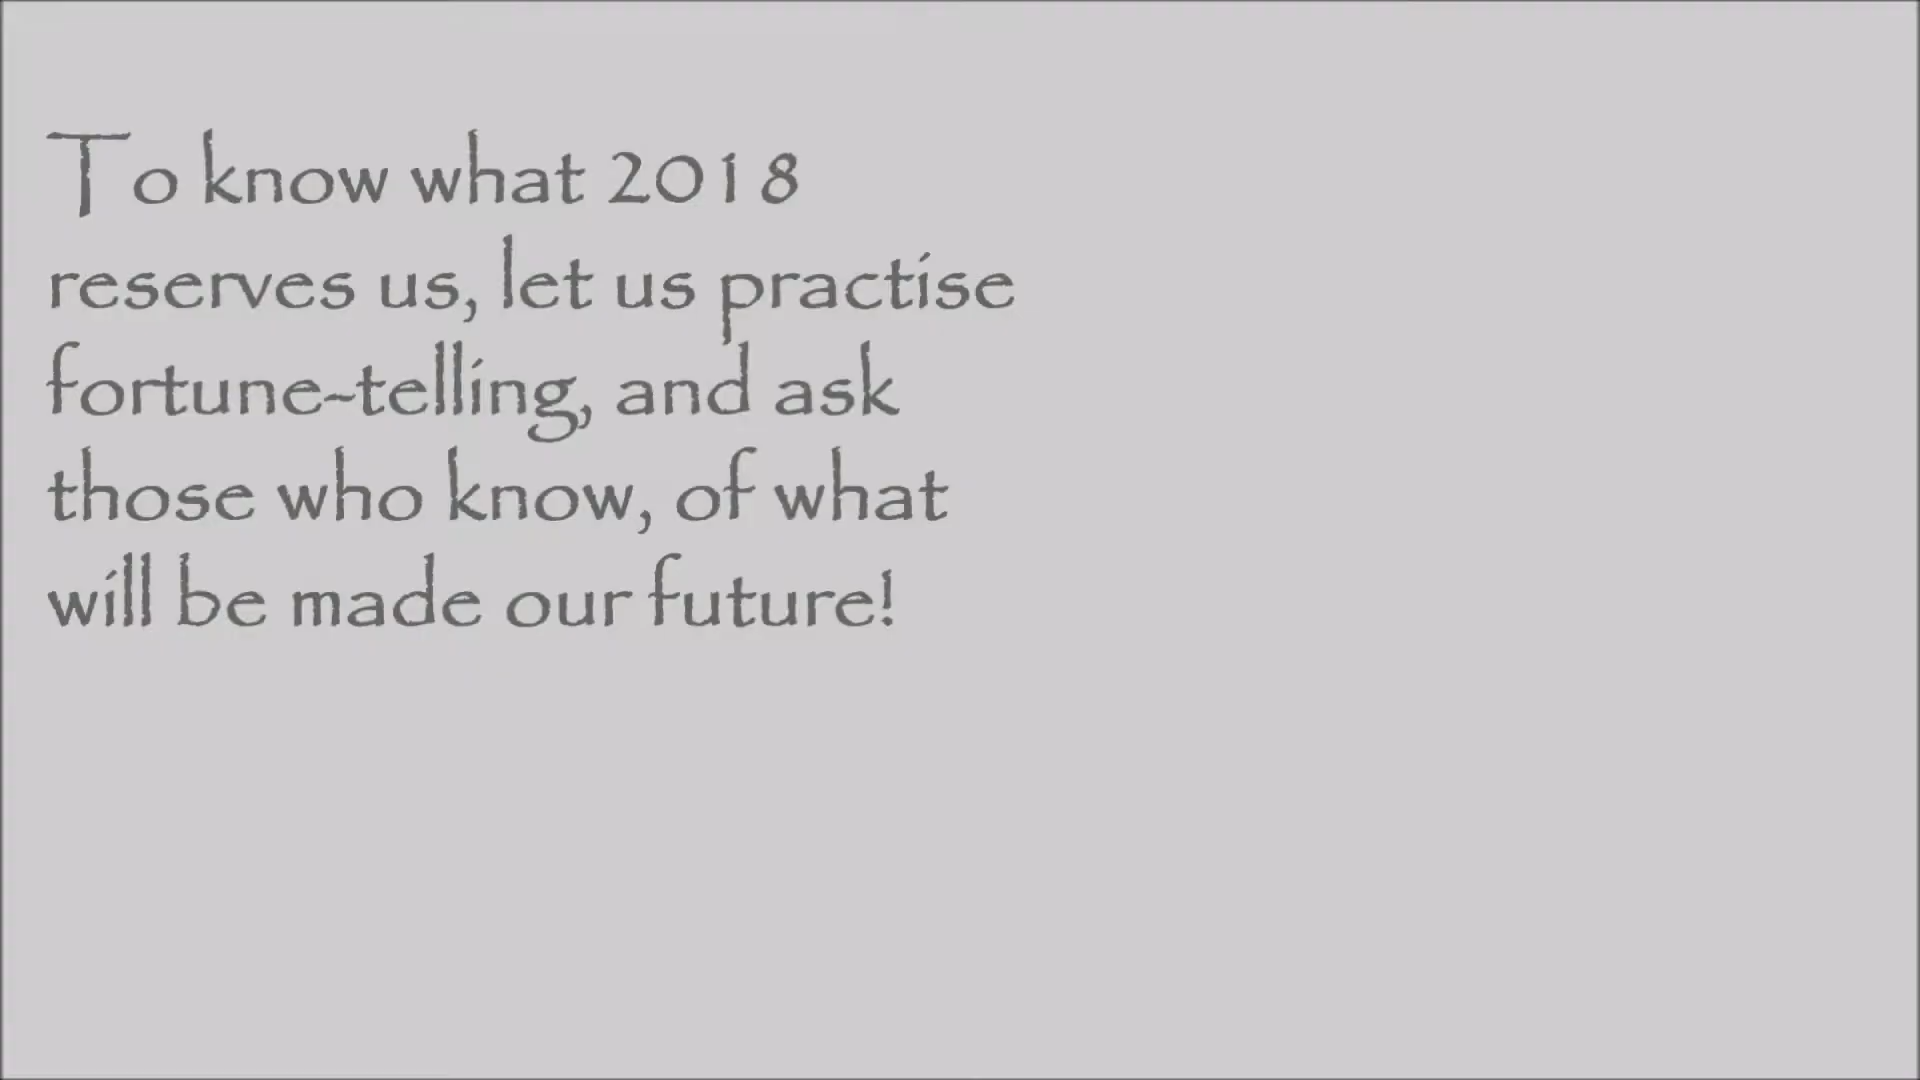 To know what 2018
reserves us, let us practise
fortune-telling, and ask
those who know, of what
will be made our future!